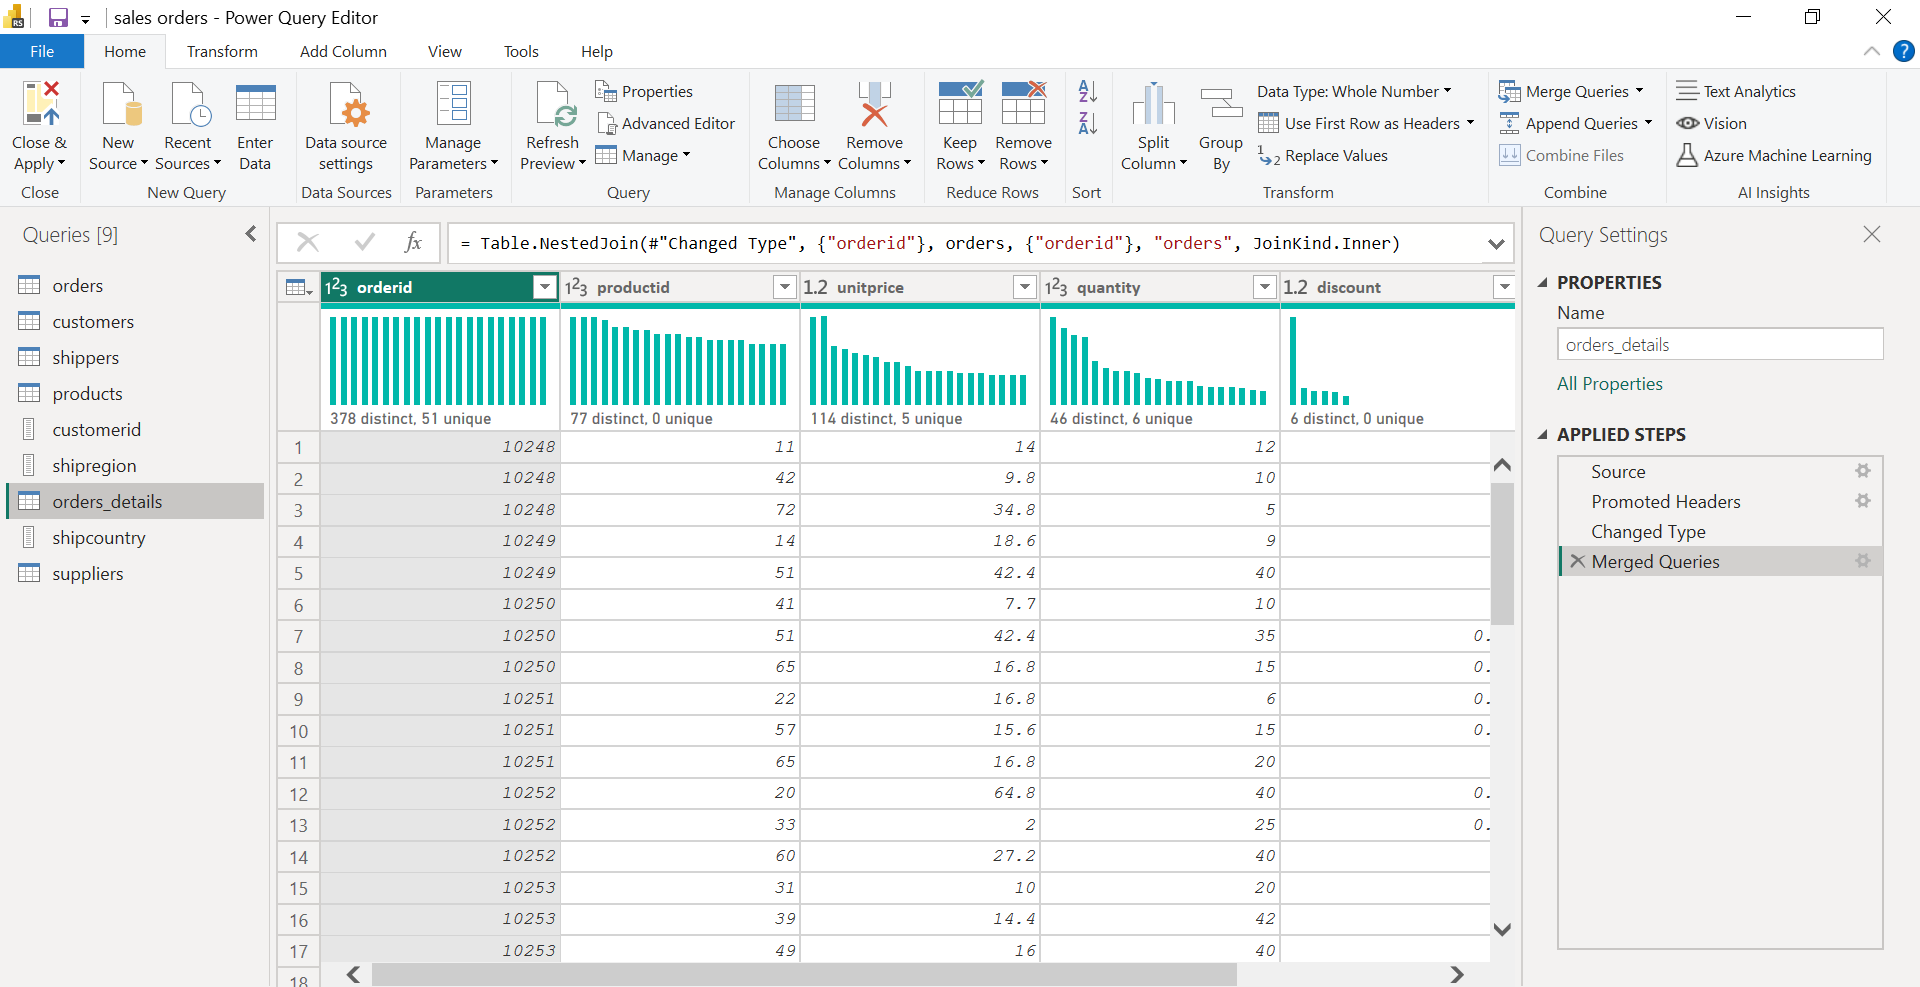 sales orders - Power Query Editor
File Home Transform Add Column View Tools Help
Close & Apply
Close
New Source
Recent Sources
Enter Data
New Query
Data source settings
Data Sources
Manage Parameters
Parameters
Refresh Preview
Properties
Advanced Editor
Manage
Query
Choose Columns
Remove Columns
Manage Columns
Keep Rows
Remove Rows
Reduce Rows
Sort
Split Column
Group By
Data Type: Whole Number
Use First Row as Headers
Replace Values
Transform
Merge Queries
Append Queries
Combine Files
Combine
Text Analytics
Vision
Azure Machine Learning
AI Insights
Queries [9]
orders
customers
shippers
products
customerid
shipregion
orders_details
shipcountry
suppliers
fx = Table.NestedJoin(#"Changed Type", {"orderid"}, orders, {"orderid"}, "orders", JoinKind.Inner)
123 orderid 123 productid 1.2 unitprice 123 quantity 1.2 discount
378 distinct, 51 unique 77 distinct, 0 unique 114 distinct, 5 unique 46 distinct, 6 unique 6 distinct, 0 unique
1 10248 11 14 12
2 10248 42 9.8 10
3 10248 72 34.8 5
4 10249 14 18.6 9
5 10249 51 42.4 40
6 10250 41 7.7 10
7 10250 51 42.4 35 0.
8 10250 65 16.8 15 0.
9 10251 22 16.8 6 0.
10 10251 57 15.6 15 0.
11 10251 65 16.8 20
12 10252 20 64.8 40 0.
13 10252 33 2 25 0.
14 10252 60 27.2 40
15 10253 31 10 20
16 10253 39 14.4 42
17 10253 49 16 40
18
Query Settings
PROPERTIES
Name
orders_details
All Properties
APPLIED STEPS
Source
Promoted Headers
Changed Type
Merged Queries